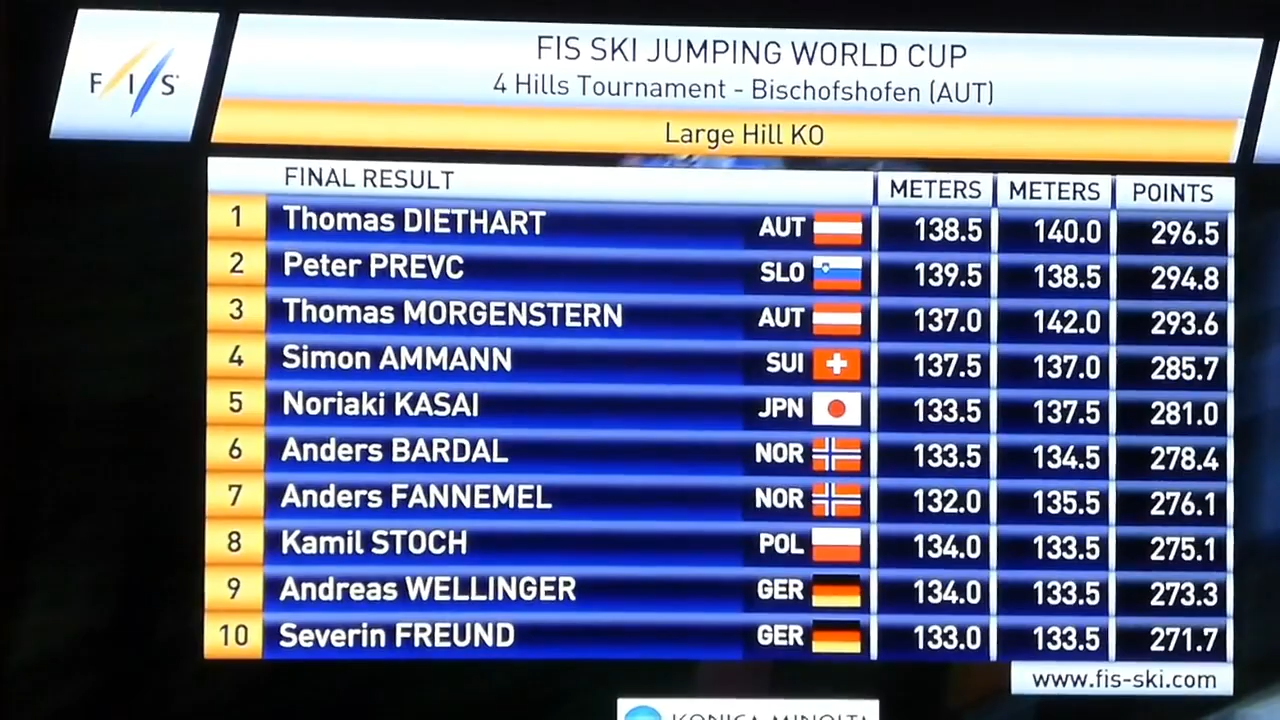 FIS
FIS SKI JUMPING WORLD CUP
4 Hills Tournament - Bischofshofen (AUT)
Large Hill KO
FINAL RESULT METERS METERS POINTS
1 Thomas DIETHART AUT 138.5 140.0 296.5
2 Peter PREVC SLO 139.5 138.5 294.8
3 Thomas MORGENSTERN AUT 137.0 142.0 293.6
4 Simon AMMANN SUI 137.5 137.0 285.7
5 Noriaki KASAI JPN 133.5 137.5 281.0
6 Anders BARDAL NOR 133.5 134.5 278.4
7 Anders FANNEMEL NOR 132.0 135.5 276.1
8 Kamil STOCH POL 134.0 133.5 275.1
9 Andreas WELLINGER GER 134.0 133.5 273.3
10 Severin FREUND GER 133.0 133.5 271.7
www.fis-ski.com
KONICA MINOLTA